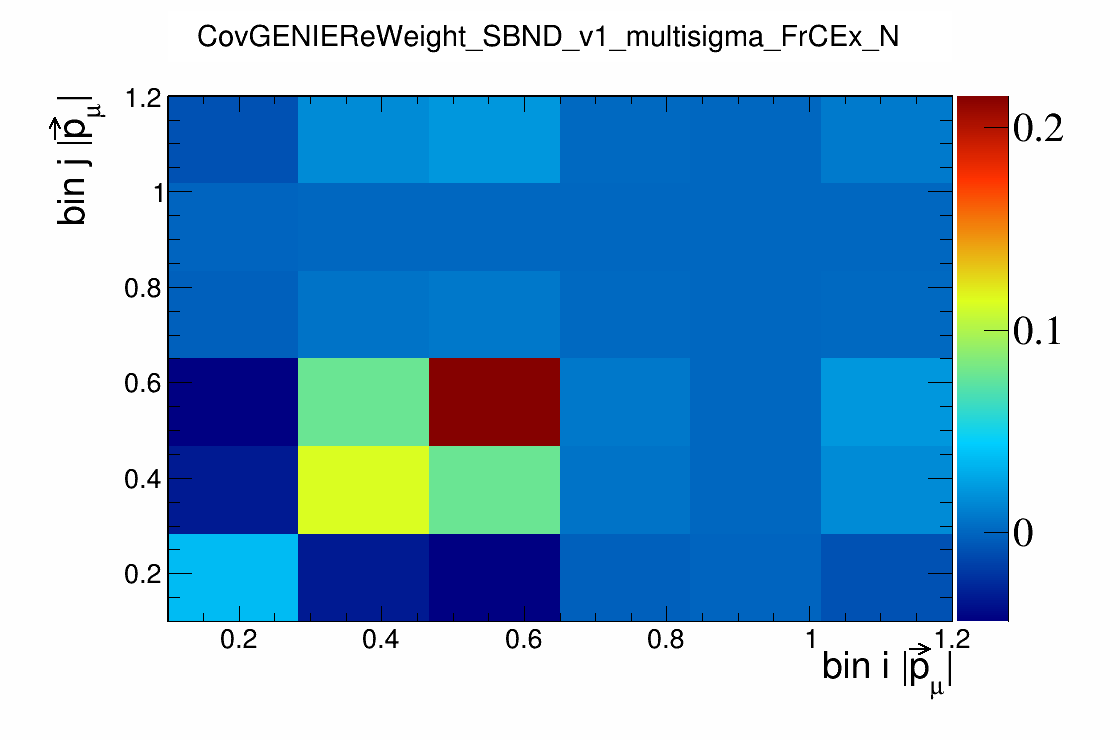 CovGENIEReWeight_SBND_v1_multisigma_FrCEx_N
bin j |p⃗μ|
1.2
1
0.8
0.6
0.4
0.2
0.2 0.4 0.6 0.8 1 1.2
bin i |p⃗μ|
0.2
0.1
0